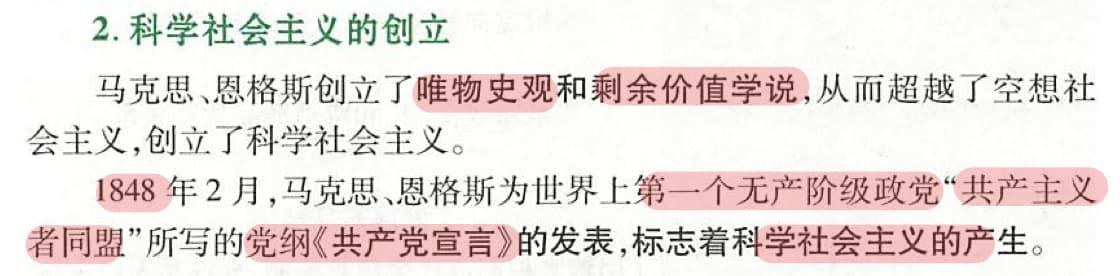 2. 科学社会主义的创立
马克思、恩格斯创立了唯物史观和剩余价值学说,从而超越了空想社
会主义,创立了科学社会主义。
1848 年 2 月,马克思、恩格斯为世界上第一个无产阶级政党“共产主义
者同盟”所写的党纲《共产党宣言》的发表,标志着科学社会主义的产生。